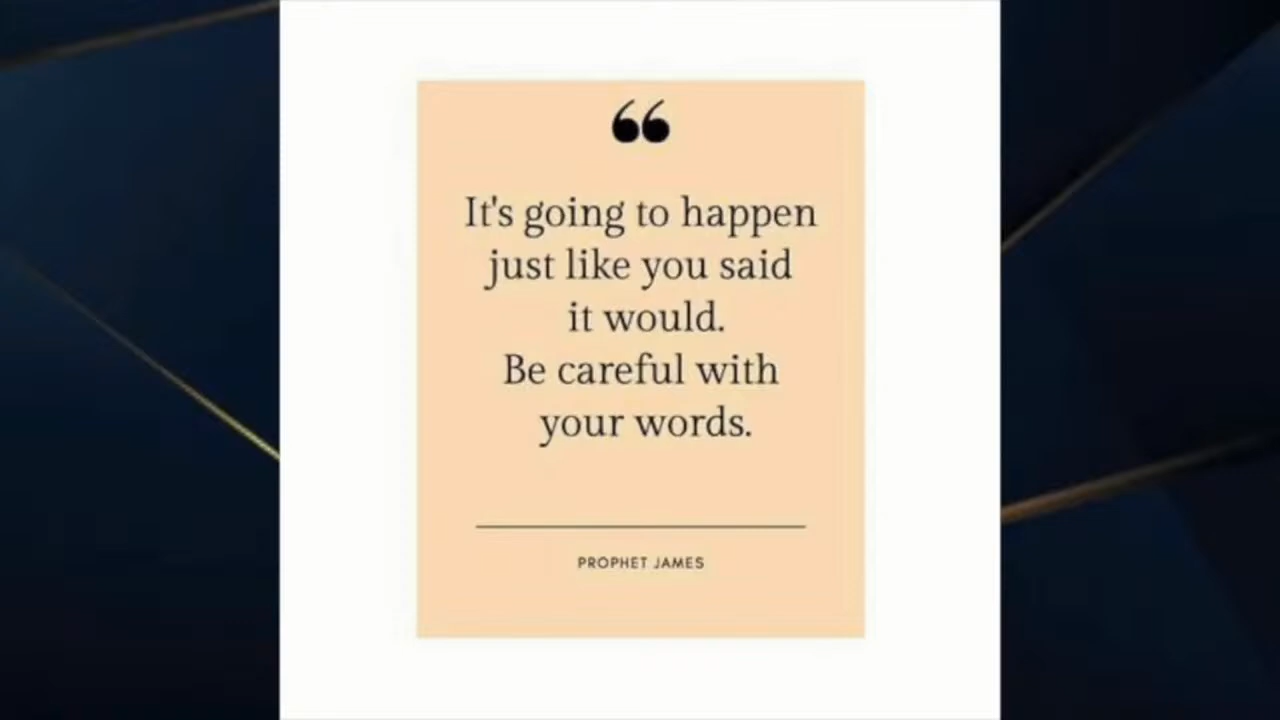 “
It's going to happen
just like you said
it would.
Be careful with
your words.
PROPHET JAMES